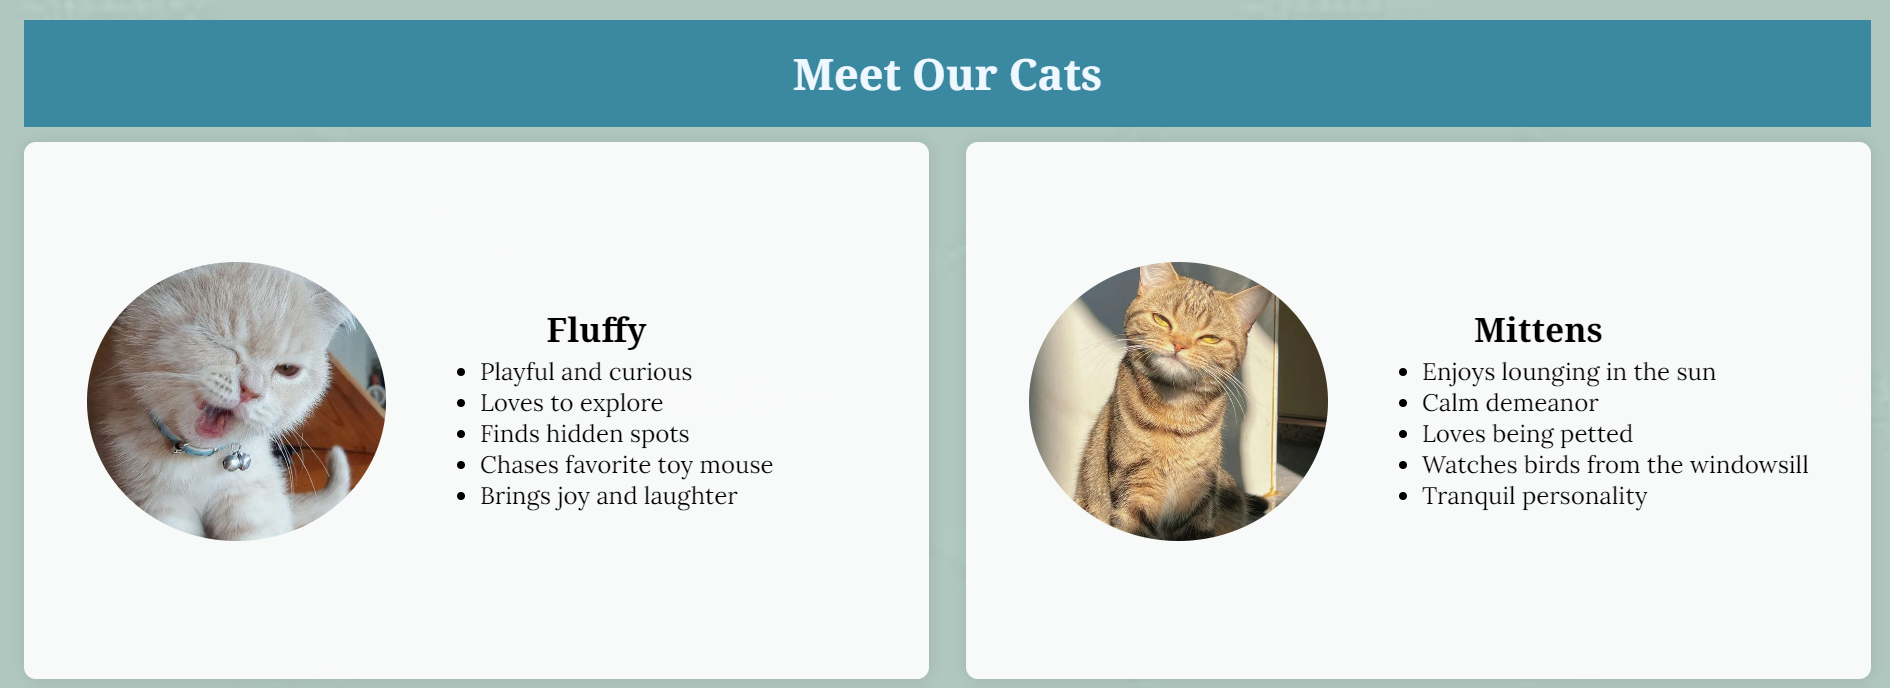 Meet Our Cats
Fluffy
Playful and curious
Loves to explore
Finds hidden spots
Chases favorite toy mouse
Brings joy and laughter
Mittens
Enjoys lounging in the sun
Calm demeanor
Loves being petted
Watches birds from the windowsill
Tranquil personality